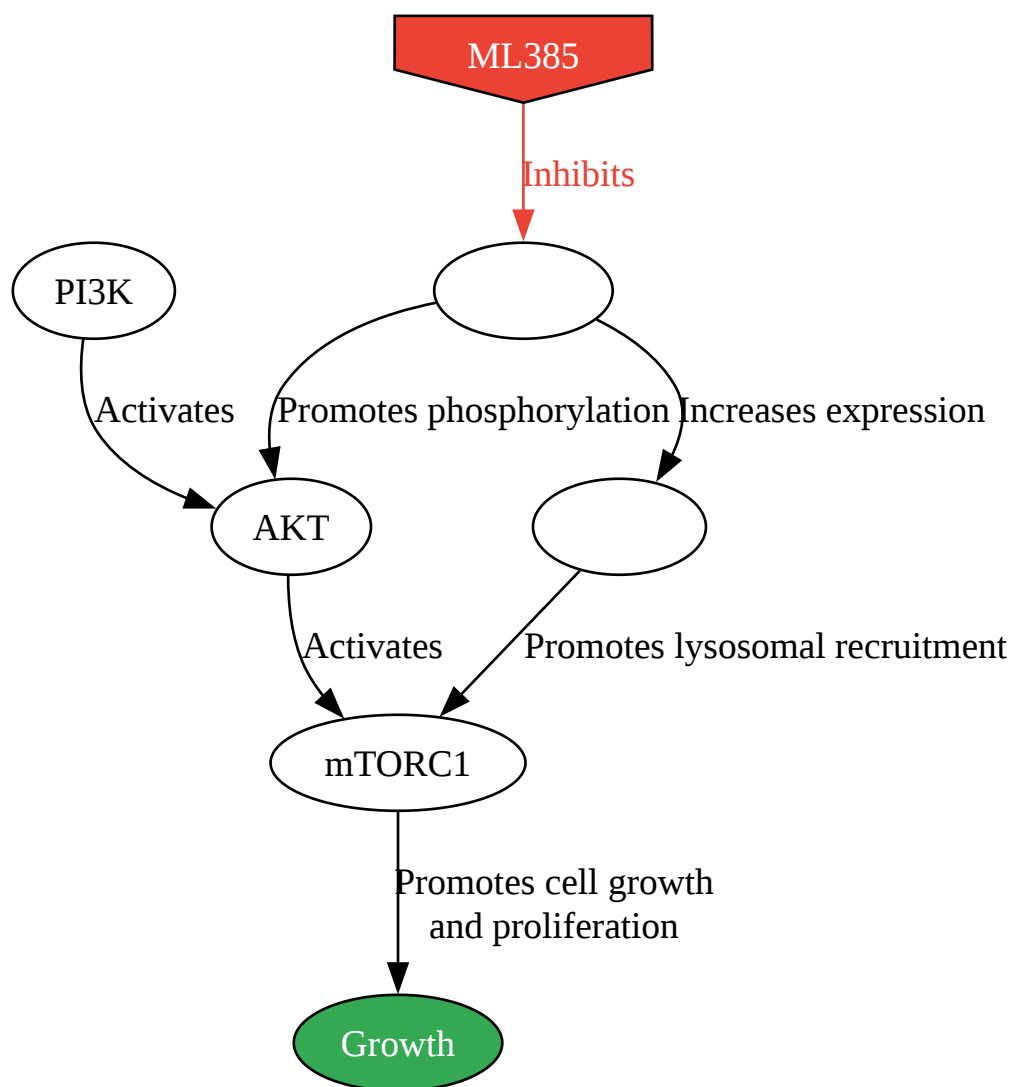 ML385
Inhibits
PI3K
Activates
Promotes phosphorylation
Increases expression
AKT
Activates
Promotes lysosomal recruitment
mTORC1
Promotes cell growth
and proliferation
Growth